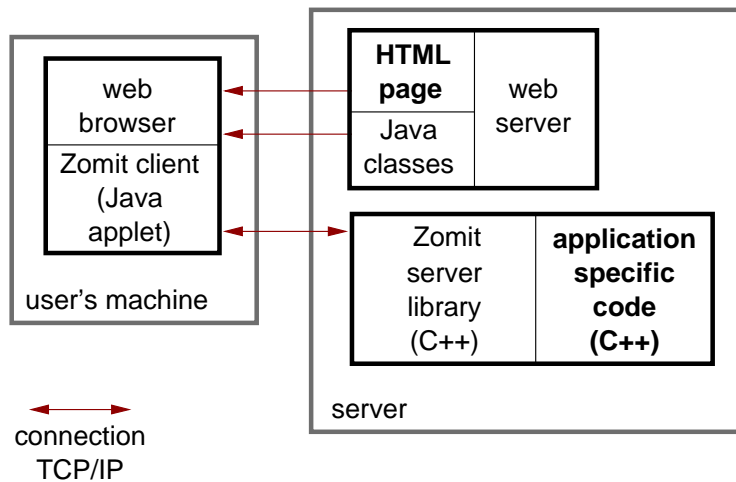 web
browser
Zomit client
(Java
applet)
user's machine
HTML
page
Java
classes
web
server
Zomit
server
library
(C++)
application
specific
code
(C++)
server
connection
TCP/IP